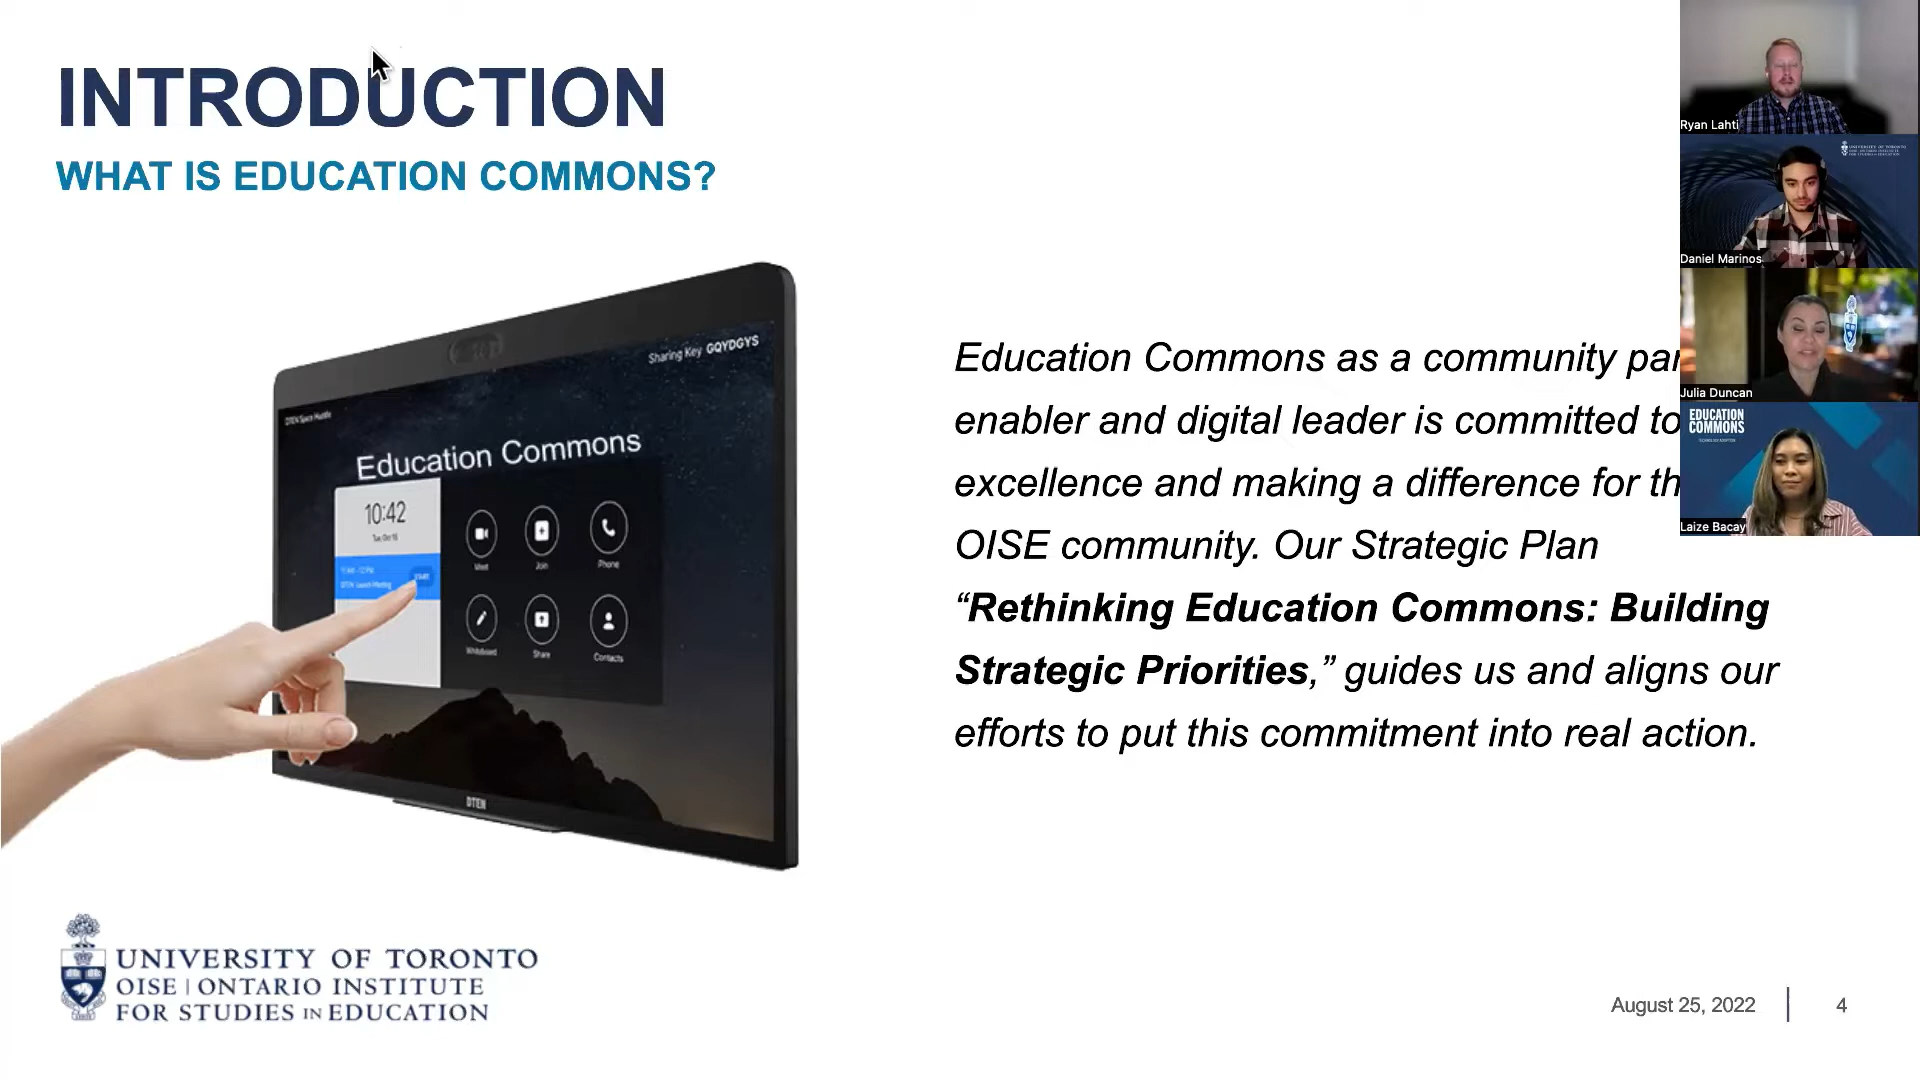 INTRODUCTION
WHAT IS EDUCATION COMMONS?
Sharing Key GQYDGYS
Education Commons
10:42
Meet
Join
Phone
Whiteboard
Share
Contacts
DTEN
Education Commons as a community
enabler and digital leader is committed to
excellence and making a difference for
OISE community. Our Strategic Plan
“Rethinking Education Commons: Building
Strategic Priorities,” guides us and aligns our
efforts to put this commitment into real action.
Ryan Lahti
UNIVERSITY OF TORONTO
Daniel Marinos
Julia Duncan
EDUCATION
COMMONS
Laize Bacay
UNIVERSITY OF TORONTO
OISE | ONTARIO INSTITUTE
FOR STUDIES IN EDUCATION
August 25, 2022
4